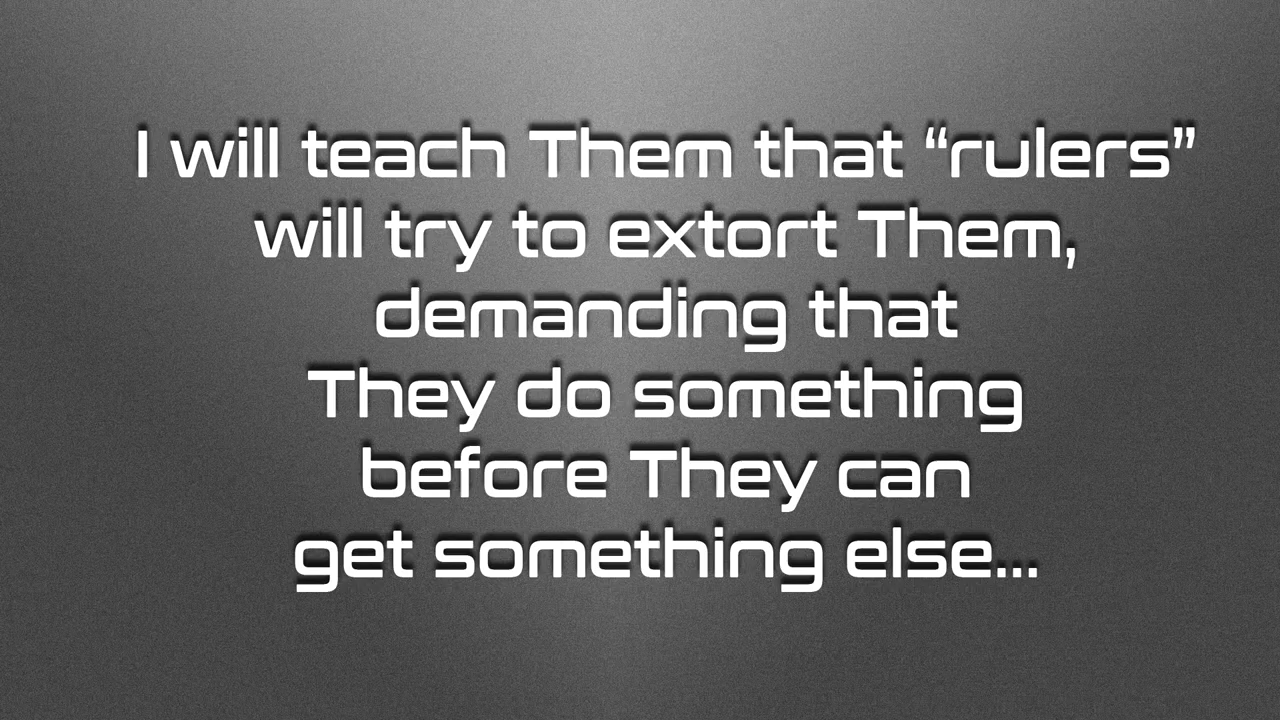 I will teach Them that “rulers”
will try to extort Them,
demanding that
They do something
before They can
get something else...